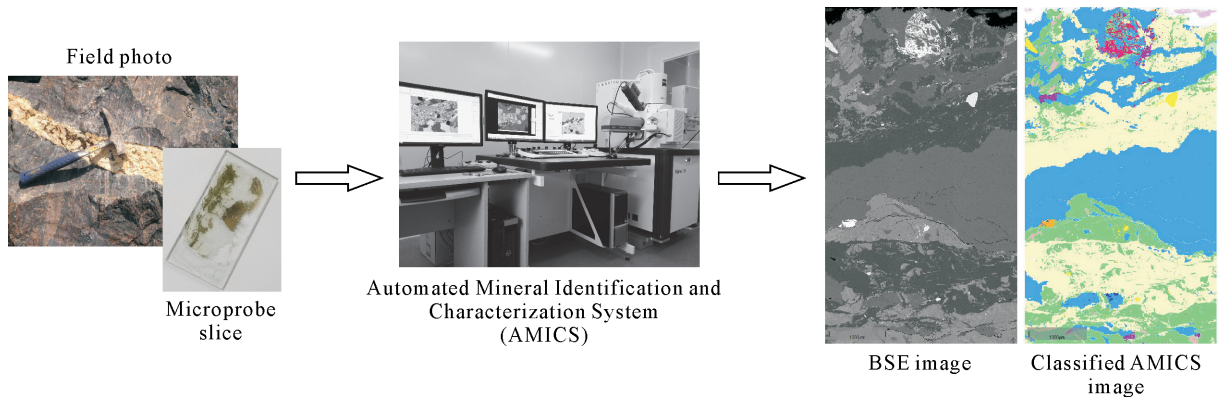 Field photo
Microprobe
slice
Automated Mineral Identification and
Characterization System
(AMICS)
BSE image
Classified AMICS
image